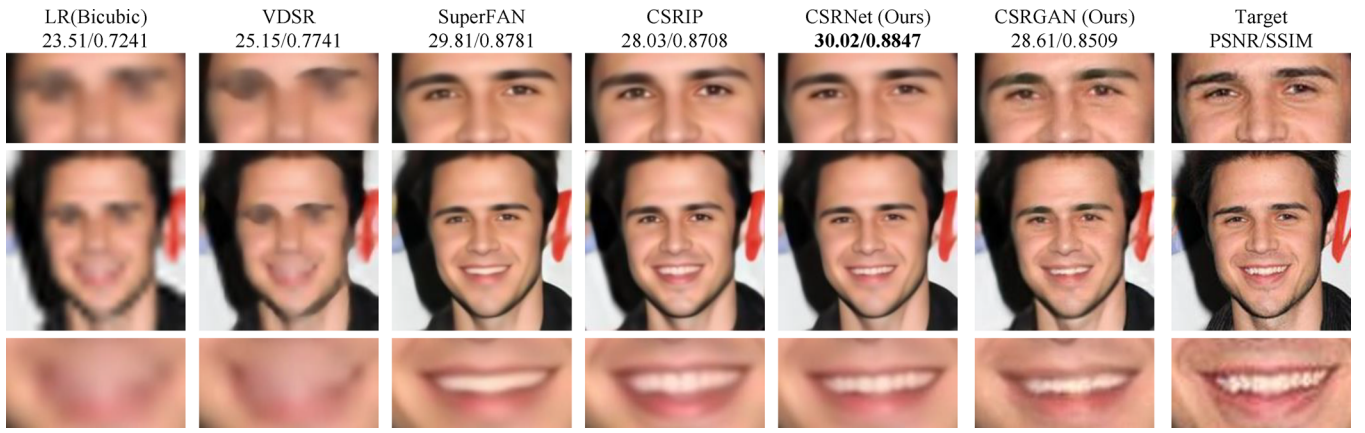 LR(Bicubic) VDSR SuperFAN CSRIP CSRNet (Ours) CSRGAN (Ours) Target
23.51/0.7241 25.15/0.7741 29.81/0.8781 28.03/0.8708 30.02/0.8847 28.61/0.8509 PSNR/SSIM